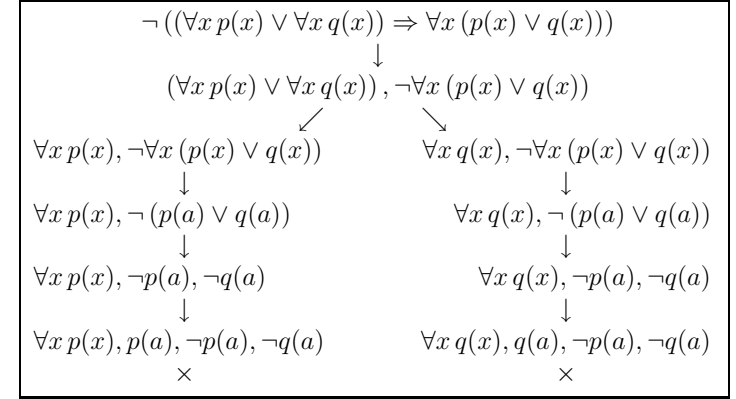 ¬ ((∀x p(x) ∨ ∀x q(x)) ⇒ ∀x (p(x) ∨ q(x)))
↓
(∀x p(x) ∨ ∀x q(x)) , ¬∀x (p(x) ∨ q(x))
↙ ↘
∀x p(x), ¬∀x (p(x) ∨ q(x)) ∀x q(x), ¬∀x (p(x) ∨ q(x))
↓ ↓
∀x p(x), ¬ (p(a) ∨ q(a)) ∀x q(x), ¬ (p(a) ∨ q(a))
↓ ↓
∀x p(x), ¬p(a), ¬q(a) ∀x q(x), ¬p(a), ¬q(a)
↓ ↓
∀x p(x), p(a), ¬p(a), ¬q(a) ∀x q(x), q(a), ¬p(a), ¬q(a)
× ×